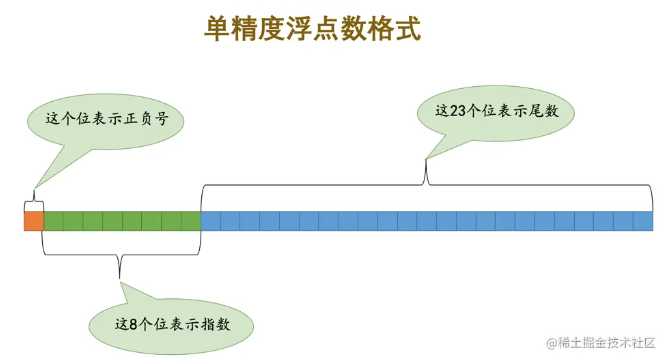 单精度浮点数格式
这个位表示正负号
这23个位表示尾数
这8个位表示指数
@稀土掘金技术社区